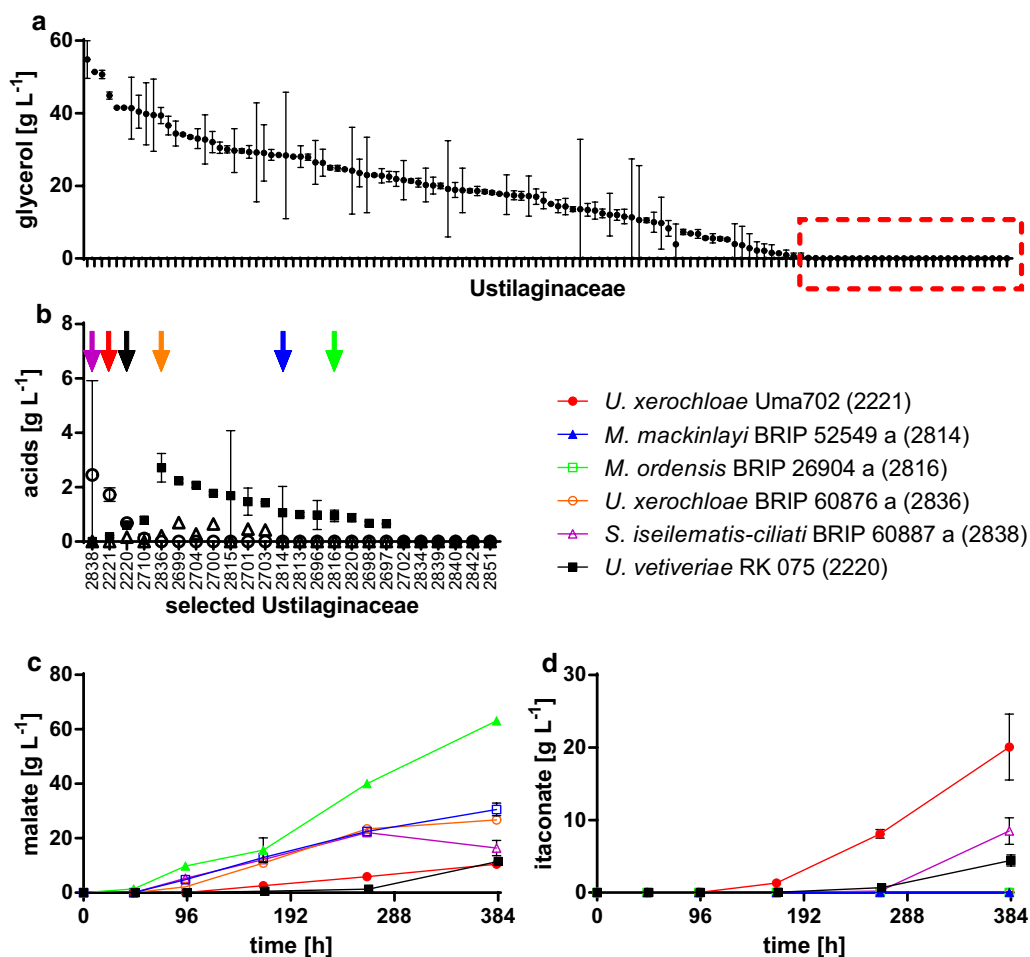 a
glycerol [g L-1]
60
40
20
0
Ustilaginaceae
b
acids [g L-1]
8
6
4
2
0
2838
2221
2220
2710
2836
2699
2704
2700
2815
2701
2703
2814
2813
2696
2816
2820
2698
2697
2702
2834
2839
2840
2842
2851
selected Ustilaginaceae
U. xerochloae Uma702 (2221)
M. mackinlayi BRIP 52549 a (2814)
M. ordensis BRIP 26904 a (2816)
U. xerochloae BRIP 60876 a (2836)
S. iseilematis-ciliati BRIP 60887 a (2838)
U. vetiveriae RK 075 (2220)
c
malate [g L-1]
80
60
40
20
0
0 96 192 288 384
time [h]
d
itaconate [g L-1]
30
20
10
0
0 96 192 288 384
time [h]